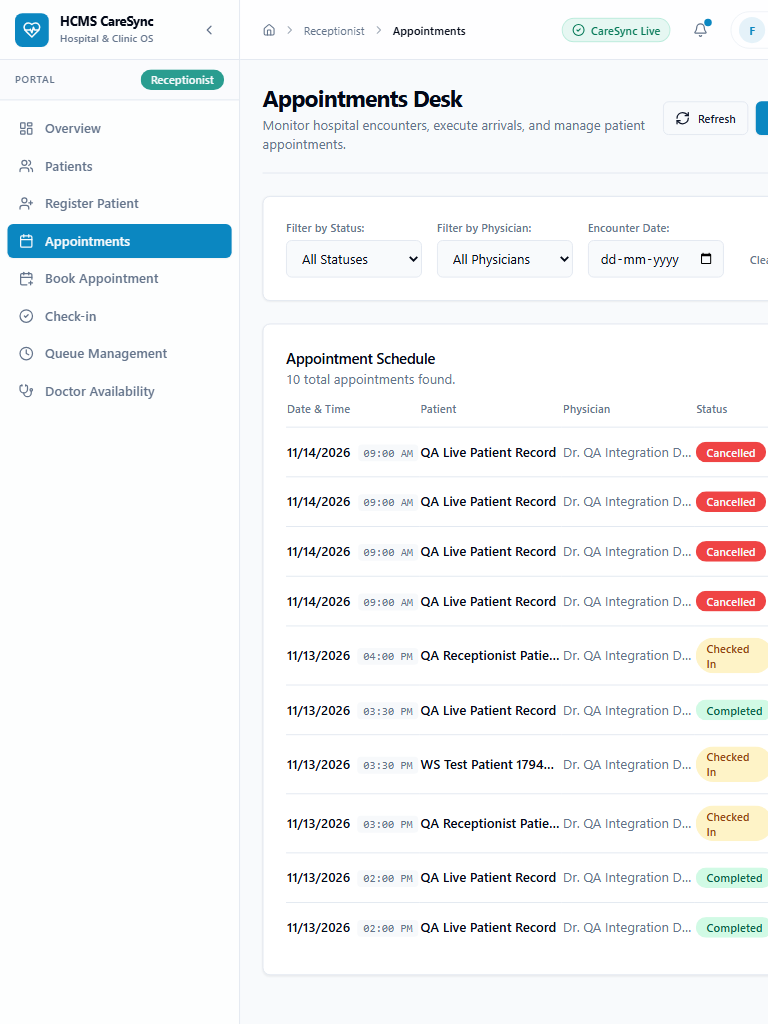 HCMS CareSync
Hospital & Clinic OS
PORTAL
Receptionist
Overview
Patients
Register Patient
Appointments
Book Appointment
Check-in
Queue Management
Doctor Availability
Receptionist
Appointments
CareSync Live
F
Appointments Desk
Monitor hospital encounters, execute arrivals, and manage patient
appointments.
Refresh
Filter by Status:
All Statuses
Filter by Physician:
All Physicians
Encounter Date:
dd-mm-yyyy
Clea
Appointment Schedule
10 total appointments found.
Date & Time Patient Physician Status
11/14/2026 09:00 AM QA Live Patient Record Dr. QA Integration D... Cancelled
11/14/2026 09:00 AM QA Live Patient Record Dr. QA Integration D... Cancelled
11/14/2026 09:00 AM QA Live Patient Record Dr. QA Integration D... Cancelled
11/14/2026 09:00 AM QA Live Patient Record Dr. QA Integration D... Cancelled
11/13/2026 04:00 PM QA Receptionist Patie... Dr. QA Integration D... Checked
In
11/13/2026 03:30 PM QA Live Patient Record Dr. QA Integration D... Completed
11/13/2026 03:30 PM WS Test Patient 1794... Dr. QA Integration D... Checked
In
11/13/2026 03:00 PM QA Receptionist Patie... Dr. QA Integration D... Checked
In
11/13/2026 02:00 PM QA Live Patient Record Dr. QA Integration D... Completed
11/13/2026 02:00 PM QA Live Patient Record Dr. QA Integration D... Completed